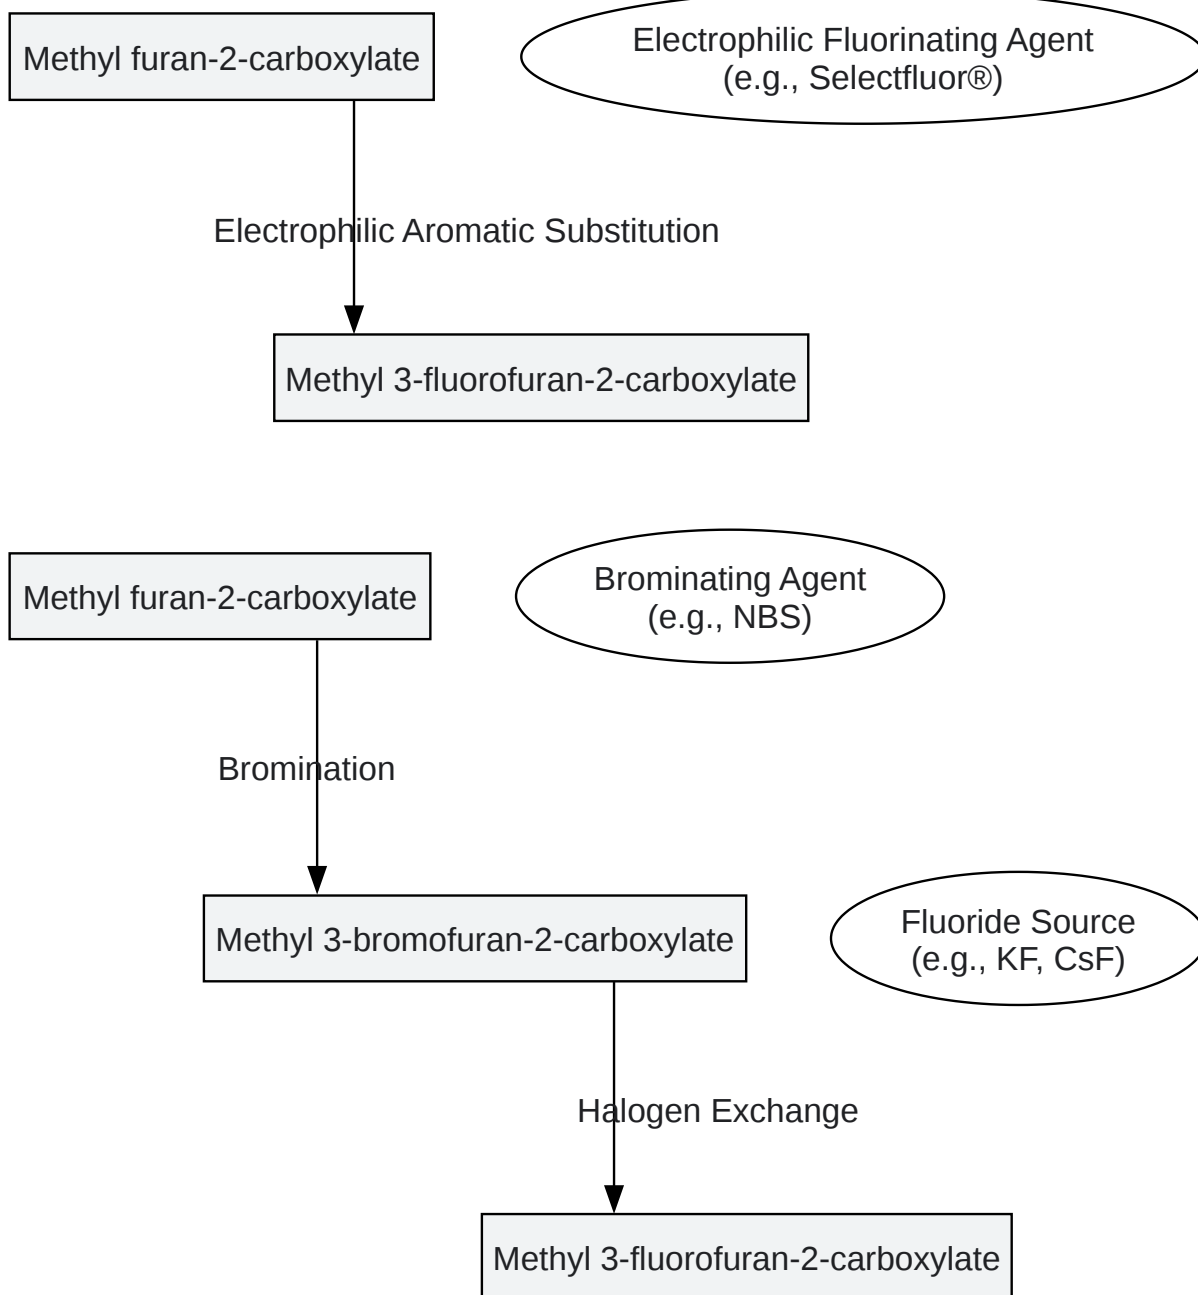 Methyl furan-2-carboxylate
Electrophilic Fluorinating Agent
(e.g., Selectfluor®)
Electrophilic Aromatic Substitution
Methyl 3-fluorofuran-2-carboxylate
Methyl furan-2-carboxylate
Brominating Agent
(e.g., NBS)
Bromination
Methyl 3-bromofuran-2-carboxylate
Fluoride Source
(e.g., KF, CsF)
Halogen Exchange
Methyl 3-fluorofuran-2-carboxylate